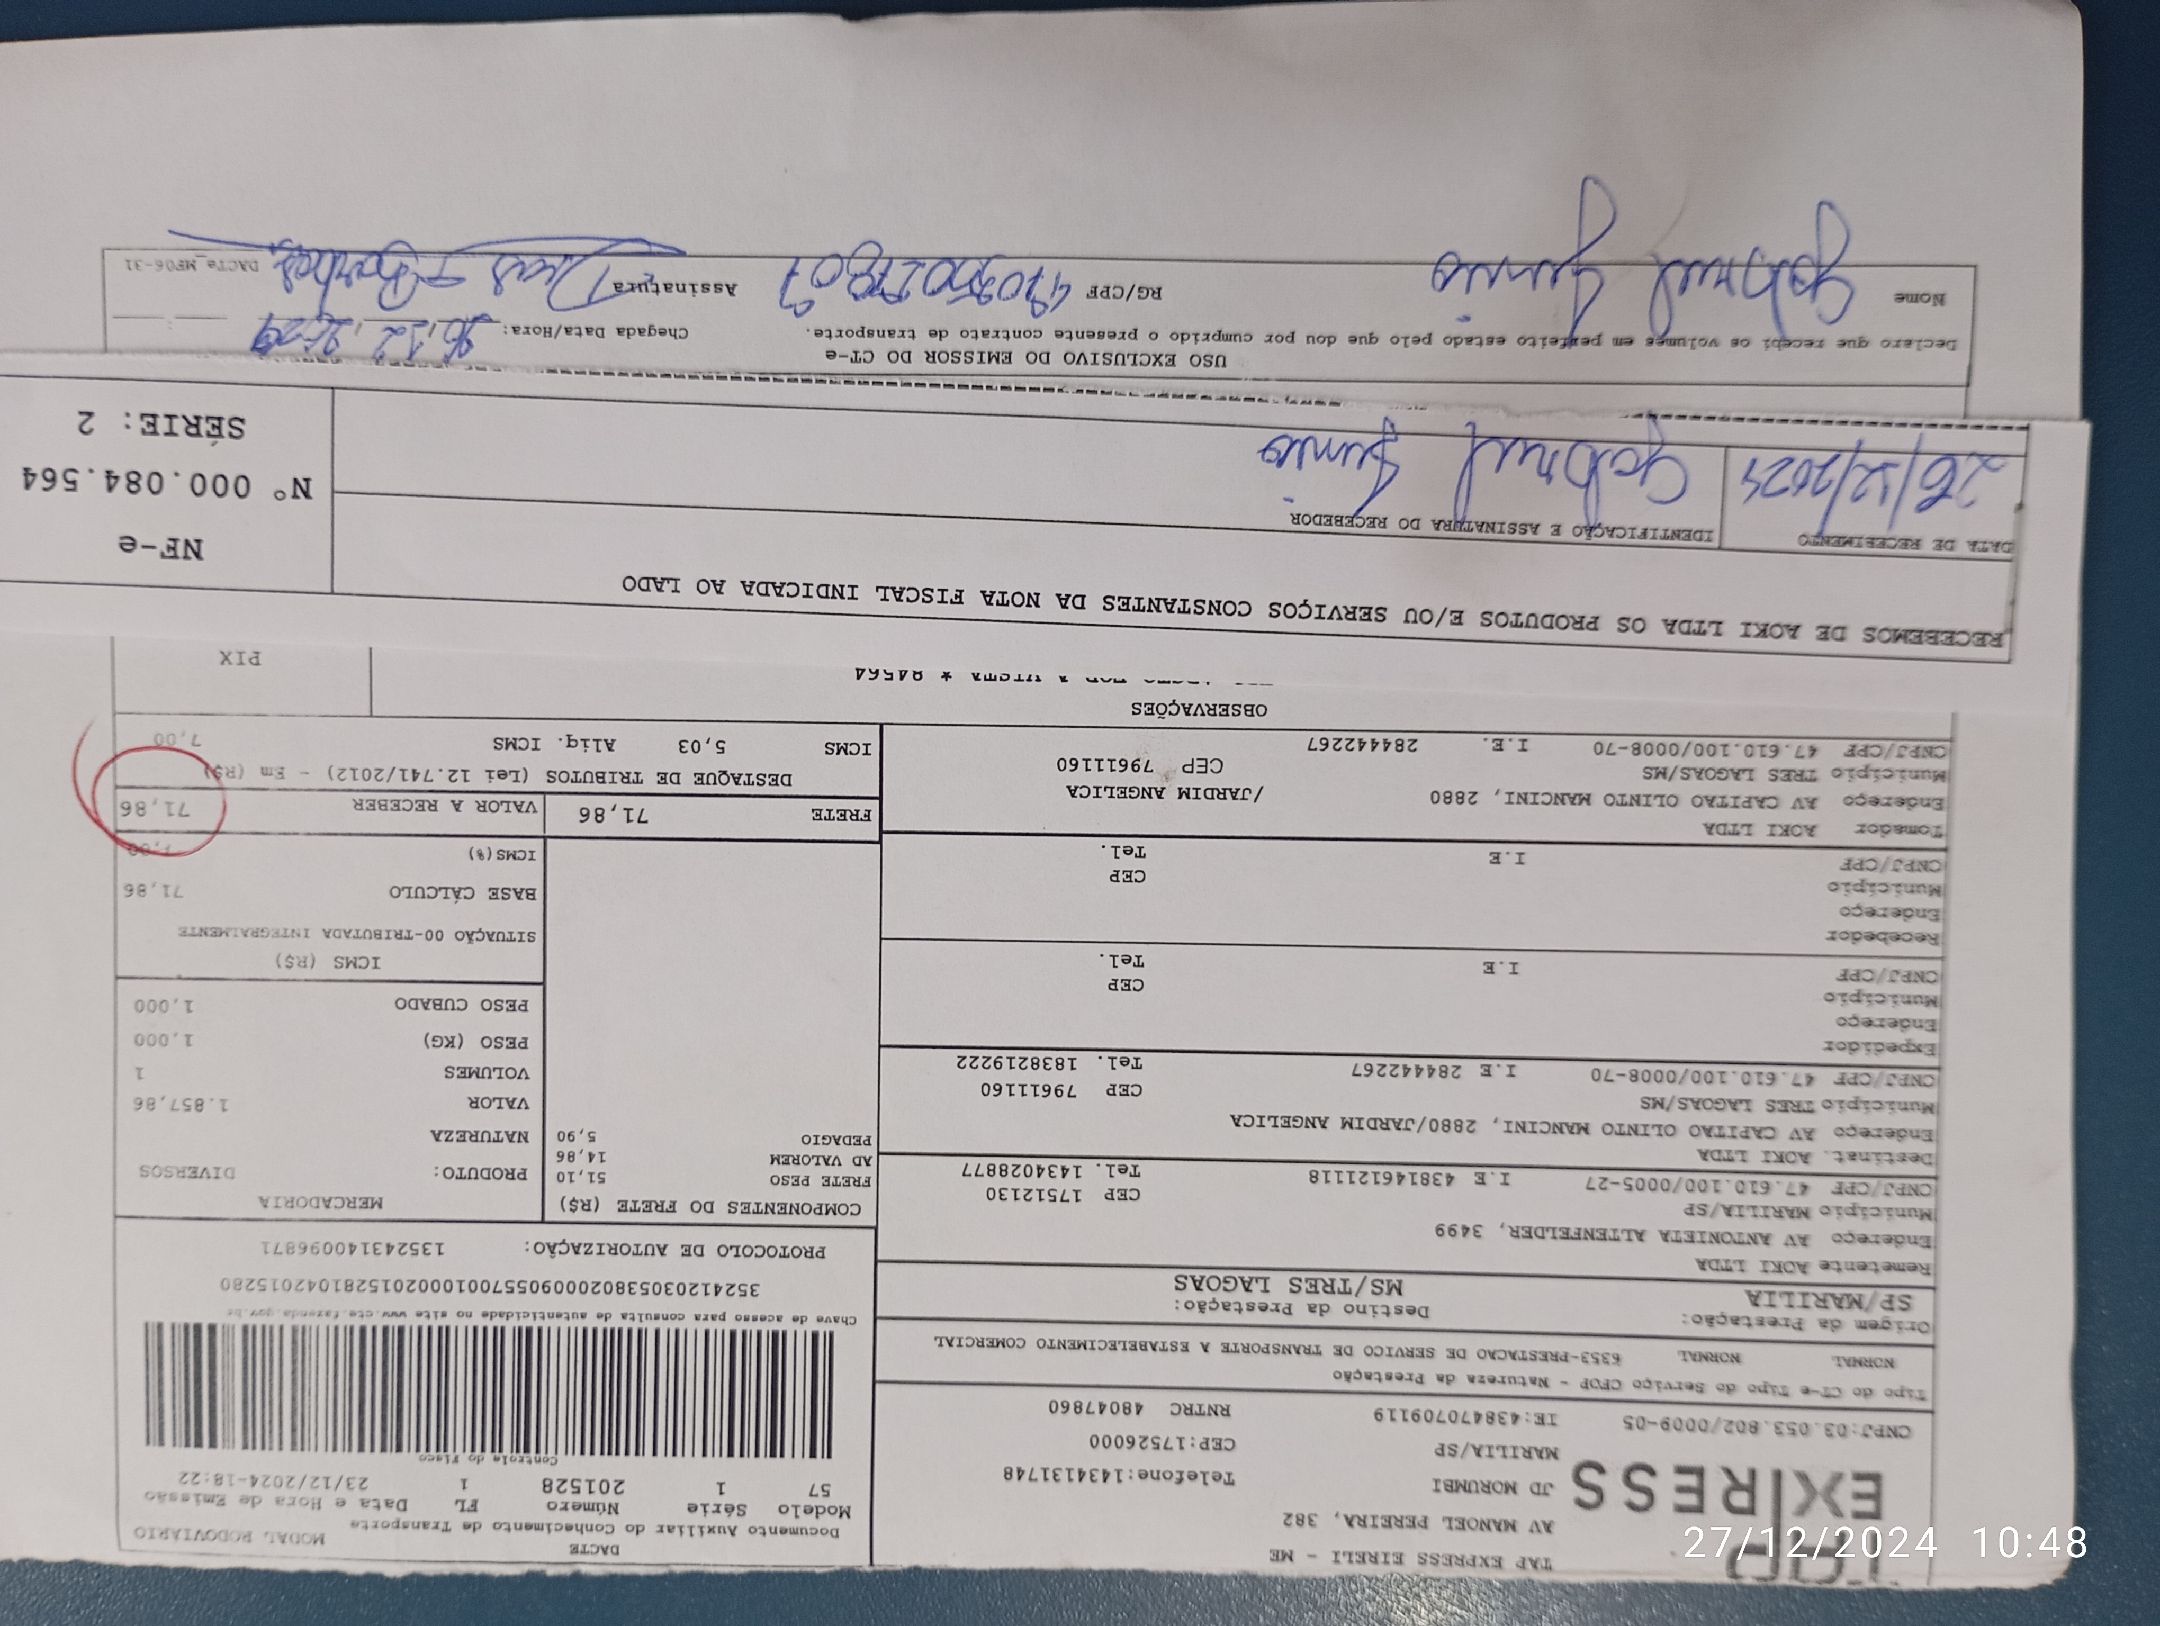 TAP EXPRESS EIRELI - ME
AV MANOEL PEREIRA, 382
JD MORUMBI
MARILIA/SP
EXPRESS
Telefone:1434131748
CEP:17526000
CNPJ:03.053.802/0009-05 IE:438470709119 RNTRC 48047860
DACTE
MODAL RODOVIÁRIO
Documento Auxiliar do Conhecimento de Transporte
Modelo Série Número FL Data e Hora de Emissão
57 1 201528 1 23/12/2024-18:22
Controle do Fisco
Chave de acesso para consulta de autenticidade no site www.cte.fazenda.gov.br
35241203053802000905570010002015281042015280
PROTOCOLO DE AUTORIZAÇÃO: 135243140096871
Tipo do CT-e Tipo do Serviço CFOP - Natureza da Prestação
NORMAL NORMAL 6353-PRESTACAO DE SERVICO DE TRANSPORTE A ESTABELECIMENTO COMERCIAL
Origem da Prestação: Destino da Prestação:
SP/MARILIA MS/TRES LAGOAS
Remetente AOKI LTDA
Endereço AV ANTONIETA ALTENFELDER, 3499
Município MARILIA/SP CEP 17512130
CNPJ/CPF 47.610.100/0005-27 I.E 438146121118 Tel. 1434028877
Destinat. AOKI LTDA
Endereço AV CAPITAO OLINTO MANCINI, 2880/JARDIM ANGELICA
Município TRES LAGOAS/MS CEP 79611160
CNPJ/CPF 47.610.100/0008-70 I.E 284442267 Tel. 1838219222
Expedidor
Endereço
Município CEP
CNPJ/CPF I.E Tel.
Recebedor
Endereço
Município CEP
CNPJ/CPF I.E Tel.
Tomador AOKI LTDA
Endereço AV CAPITAO OLINTO MANCINI, 2880 /JARDIM ANGELICA
Município TRES LAGOAS/MS CEP 79611160
CNPJ/CPF 47.610.100/0008-70 I.E. 284442267
COMPONENTES DO FRETE (R$)
FRETE PESO 51,10
AD VALOREM 14,86
PEDAGIO 5,90
MERCADORIA
PRODUTO: DIVERSOS
NATUREZA
VALOR 1.857,86
VOLUMES 1
PESO (KG) 1,000
PESO CUBADO 1,000
ICMS (R$)
SITUAÇÃO 00-TRIBUTADA INTEGRALMENTE
BASE CÁLCULO 71,86
ICMS(%) 7,00
FRETE 71,86 VALOR A RECEBER 71,86
DESTAQUE DE TRIBUTOS (Lei 12.741/2012) - Em (R$)
ICMS 5,03 Aliq. ICMS 7,00
OBSERVAÇÕES
A VISTA * 84564
PIX
RECEBEMOS DE AOKI LTDA OS PRODUTOS E/OU SERVIÇOS CONSTANTES DA NOTA FISCAL INDICADA AO LADO
DATA DE RECEBIMENTO IDENTIFICAÇÃO E ASSINATURA DO RECEBEDOR
26/12/2024 Gabriel Junio
NF-e
Nº 000.084.564
SÉRIE: 2
USO EXCLUSIVO DO EMISSOR DO CT-e
Declaro que recebi os volumes em perfeito estado pelo que dou por cumprido o presente contrato de transporte.
Chegada Data/Hora: 26.12.
Nome Gabriel Junio RG/CPF Assinatura
DACTe_MF06-31
27/12/2024 10:48